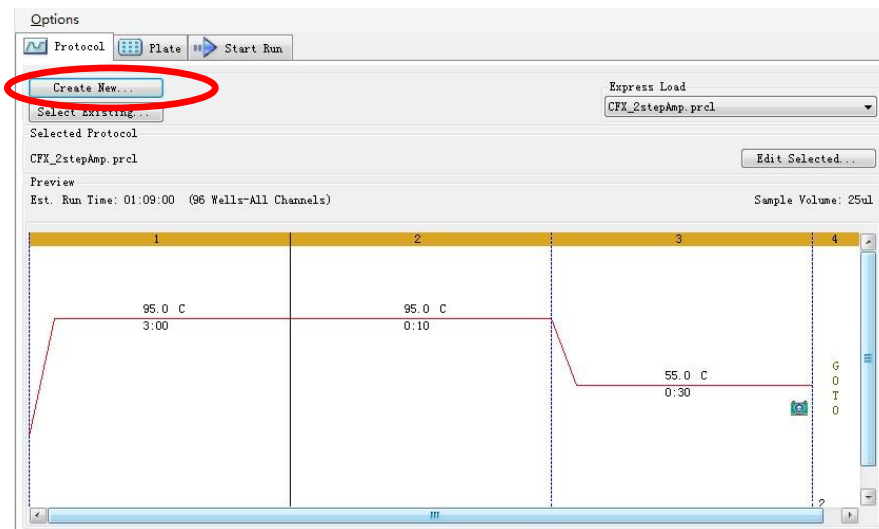 Options
Protocol Plate Start Run
Create New...
Express Load
Select Existing...
CFX_2stepAmp.prcl
Selected Protocol
CFX_2stepAmp.prcl
Edit Selected...
Preview
Est. Run Time: 01:09:00 (96 Wells-All Channels) Sample Volume: 25ul
1 2 3 4
95.0 C 95.0 C
3:00 0:10
55.0 C
0:30
G
O
T
O
2